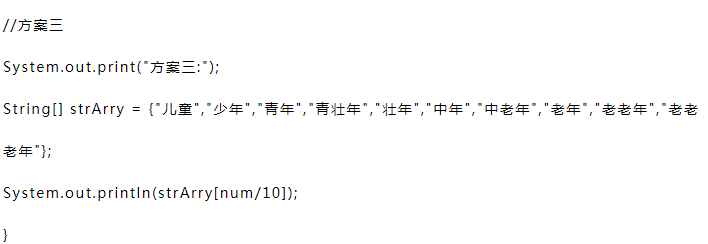 //方案三
System.out.print("方案三:");
String[] strArry = {"儿童","少年","青年","青壮年","壮年","中年","中老年","老年","老老年","老老
老年"};
System.out.println(strArry[num/10]);
}